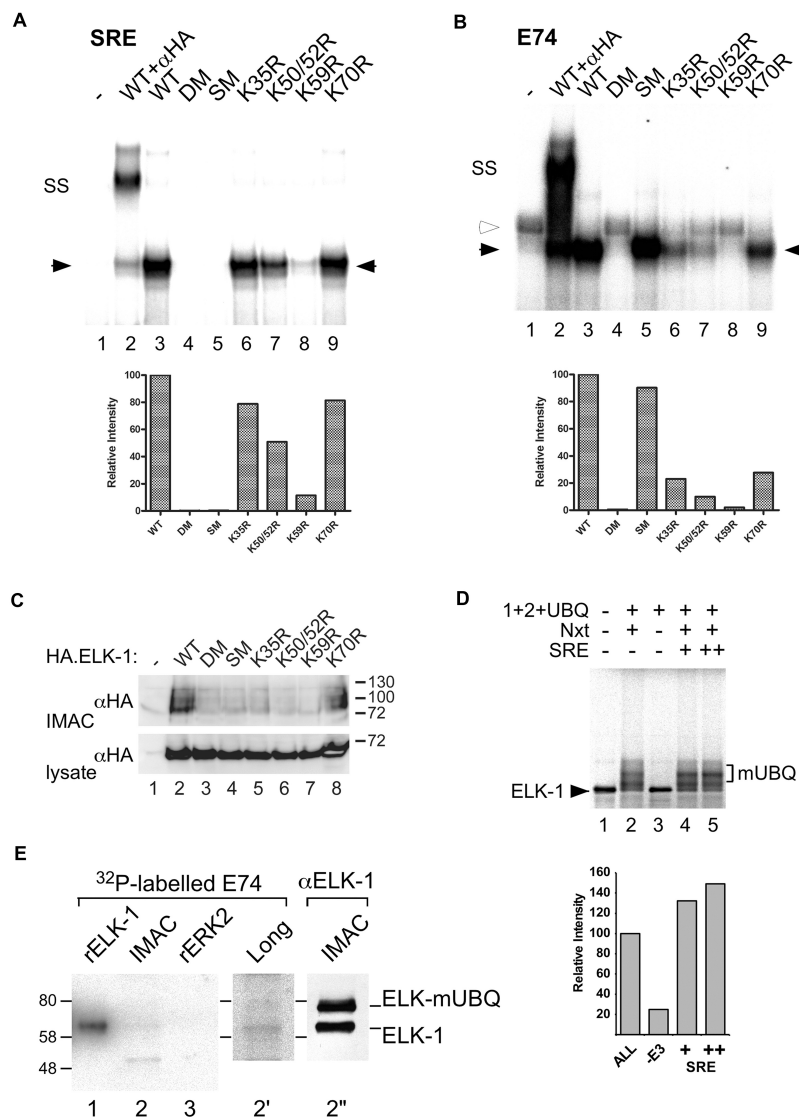 A
SRE
- WT+αHA WT DM SM K35R K50/52R K59R K70R
SS
1 2 3 4 5 6 7 8 9
Relative Intensity
100
80
60
40
20
0
WT DM SM K35R K50/52R K59R K70R
B
E74
- WT+αHA WT DM SM K35R K50/52R K59R K70R
SS
1 2 3 4 5 6 7 8 9
Relative Intensity
100
80
60
40
20
0
WT DM SM K35R K50/52R K59R K70R
C
HA.ELK-1: - WT DM SM K35R K50/52R K59R K70R
αHA
IMAC
130
100
72
αHA
lysate
72
1 2 3 4 5 6 7 8
D
1+2+UBQ - + + + +
Nxt - + - + +
SRE - - - + ++
mUBQ
ELK-1
1 2 3 4 5
Relative Intensity
160
140
120
100
80
60
40
20
ALL -E3 + ++
SRE
E
32P-labelled E74 αELK-1
rELK-1 IMAC rERK2 Long IMAC
80
58
48
ELK-mUBQ
ELK-1
1 2 3 2' 2"